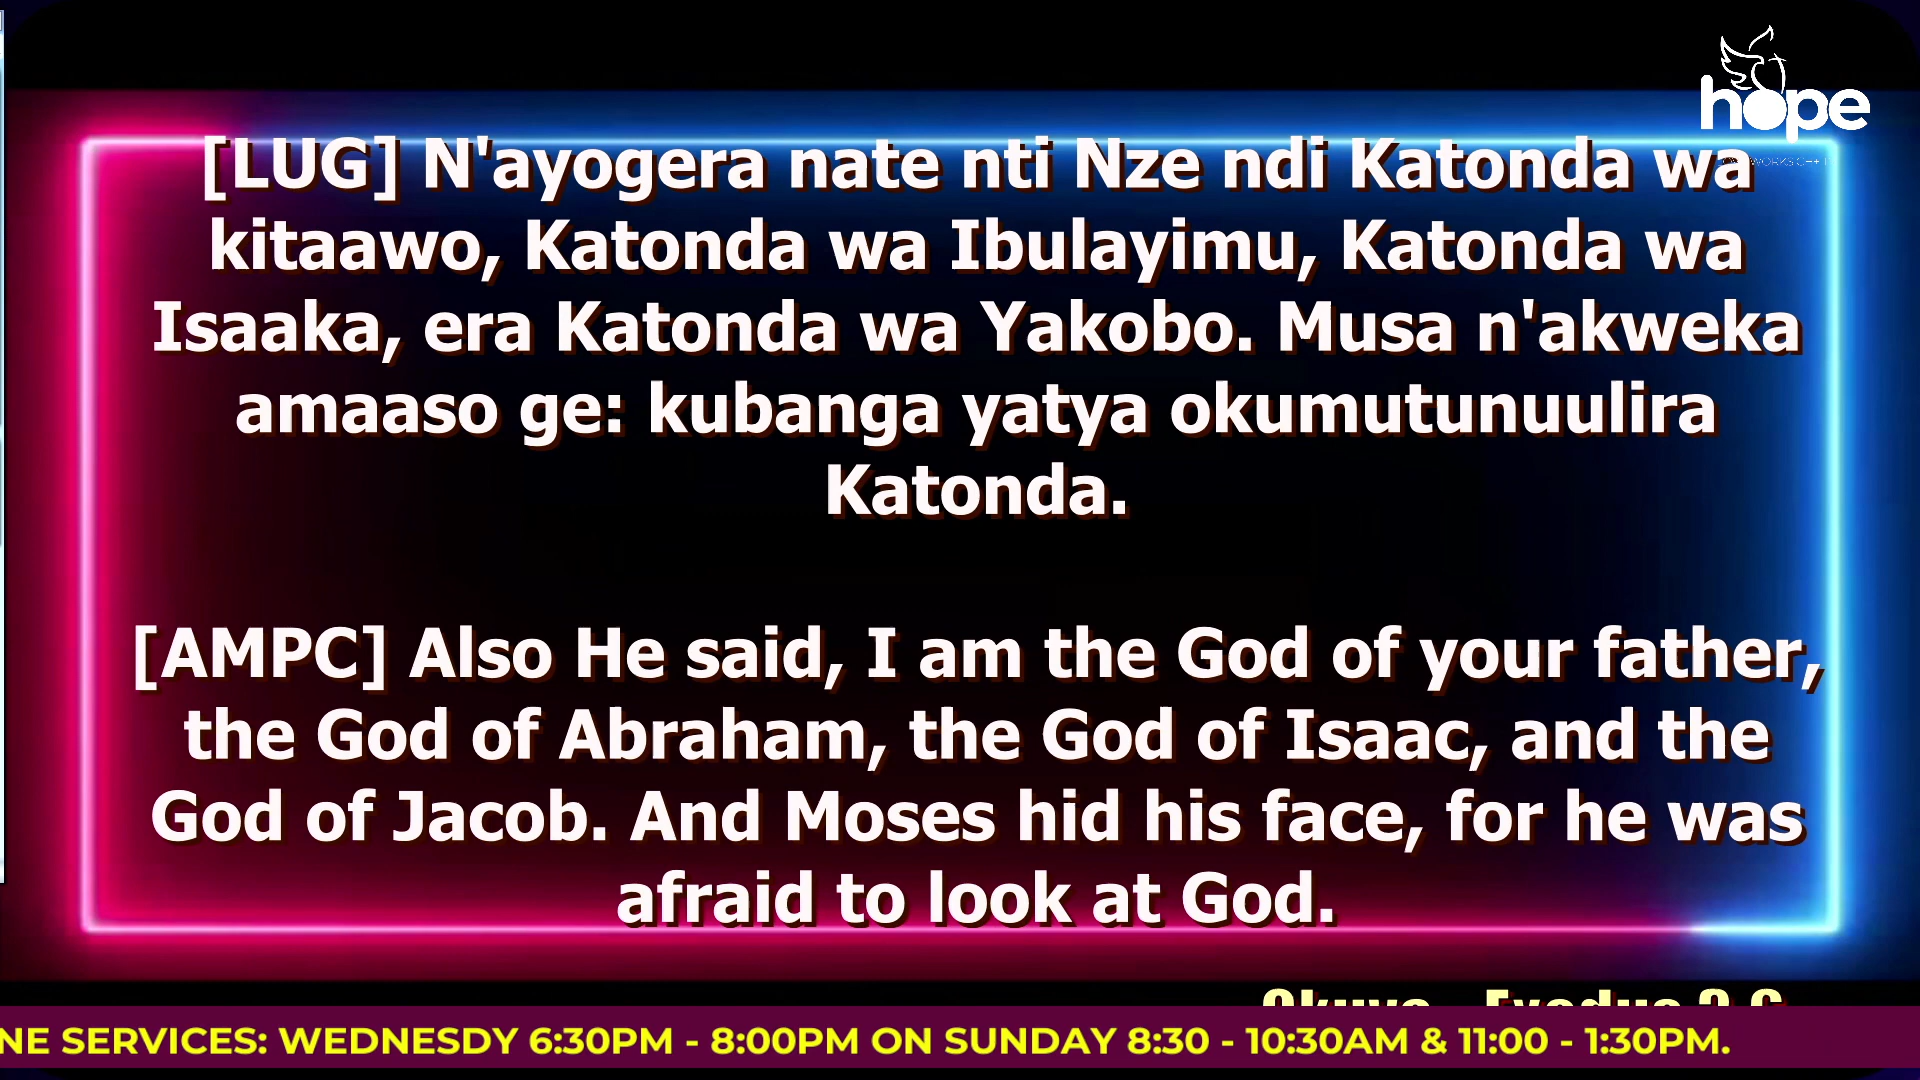 hope
[LUG] N'ayogera nate nti Nze ndi Katonda wa
kitaawo, Katonda wa Ibulayimu, Katonda wa
Isaaka, era Katonda wa Yakobo. Musa n'akweka
amaaso ge: kubanga yatya okumutunuulira
Katonda.
[AMPC] Also He said, I am the God of your father,
the God of Abraham, the God of Isaac, and the
God of Jacob. And Moses hid his face, for he was
afraid to look at God.
NE SERVICES: WEDNESDY 6:30PM - 8:00PM ON SUNDAY 8:30 - 10:30AM & 11:00 - 1:30PM.